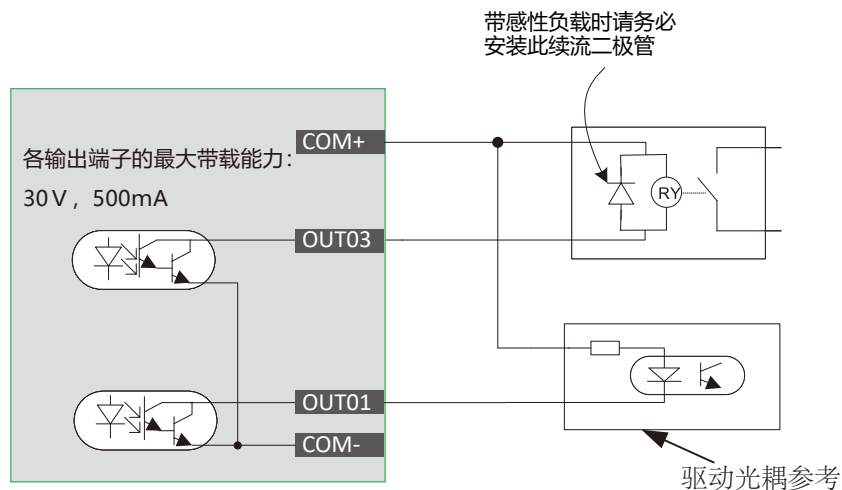 带感性负载时请务必
安装此续流二极管
COM+
各输出端子的最大带载能力：
30V，500mA
RY
OUT03
OUT01
COM-
驱动光耦参考